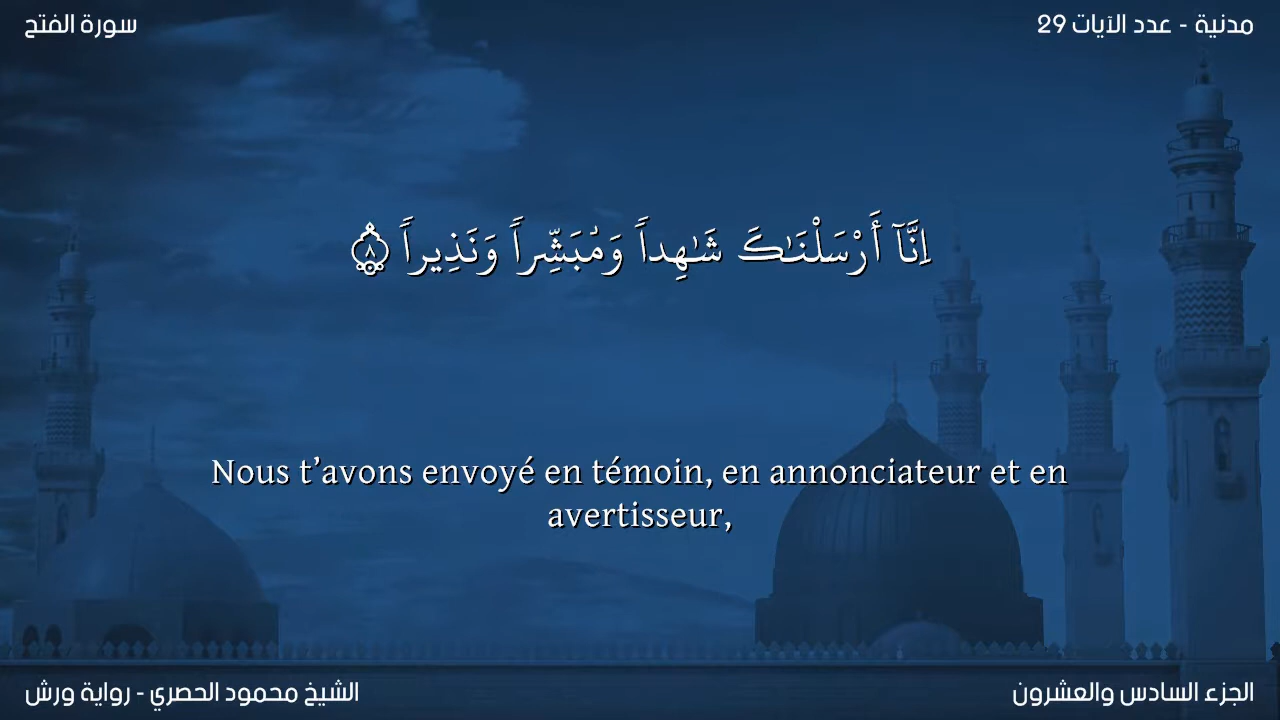 سورة الفتح
مدنية - عدد الآيات 29
اِنَّآ أَرْسَلْنَٰكَ شَٰهِداً وَمُبَشِّراً وَنَذِيراً ٨
Nous t’avons envoyé en témoin, en annonciateur et en
avertisseur,
الشيخ محمود الحصري - رواية ورش
الجزء السادس والعشرون